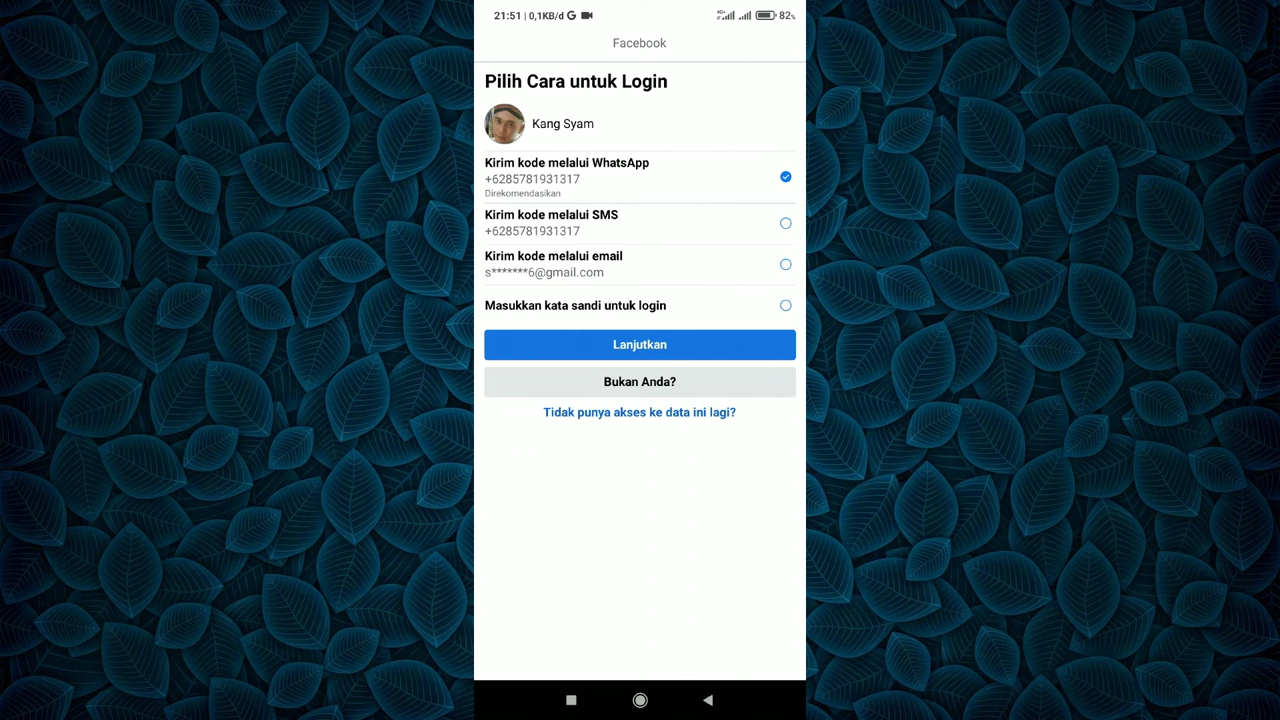 21:51 | 0,1KB/d G 82%
Facebook
Pilih Cara untuk Login
Kang Syam
Kirim kode melalui WhatsApp
+6285781931317
Direkomendasikan
Kirim kode melalui SMS
+6285781931317
Kirim kode melalui email
s*******6@gmail.com
Masukkan kata sandi untuk login
Lanjutkan
Bukan Anda?
Tidak punya akses ke data ini lagi?